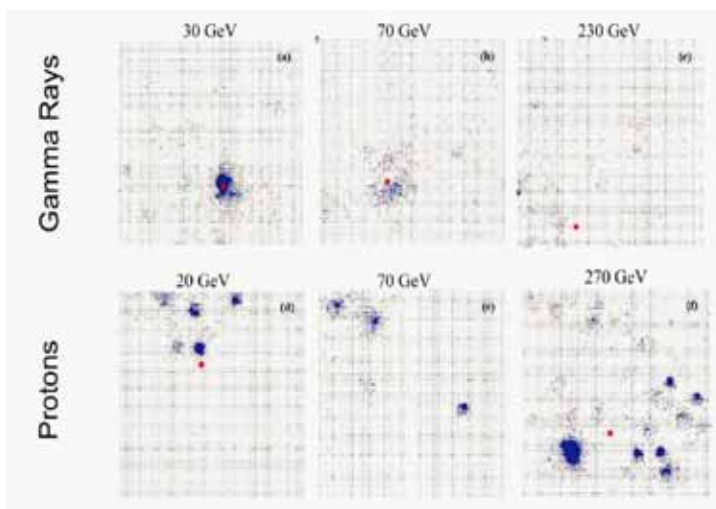 Gamma Rays
30 GeV
70 GeV
230 GeV
(a)
(b)
Protons
20 GeV
70 GeV
270 GeV
(d)
(f)